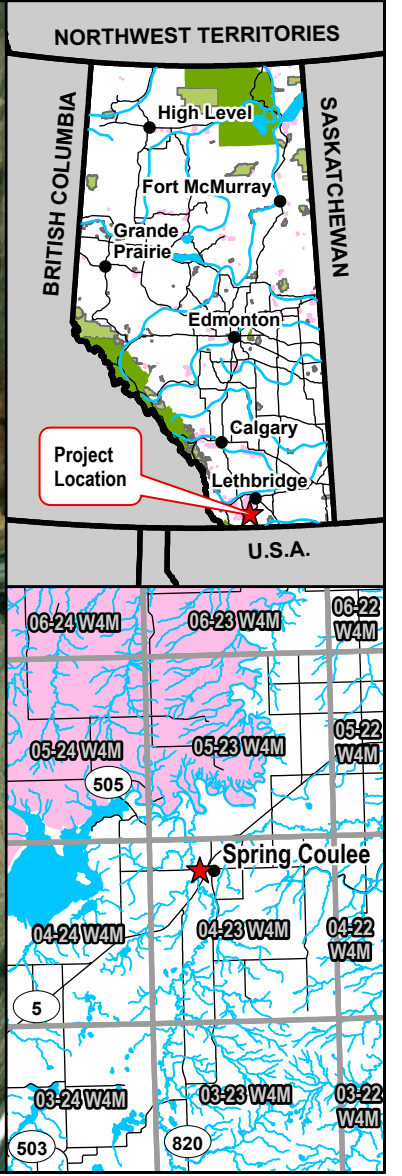 NORTHWEST TERRITORIES
BRITISH COLUMBIA
SASKATCHEWAN
High Level
Fort McMurray
Grande
Prairie
Edmonton
Calgary
Project
Location
Lethbridge
U.S.A.
06-24 W4M
06-23 W4M
06-22
W4M
05-24 W4M
05-23 W4M
05-22
W4M
505
Spring Coulee
04-24 W4M
04-23 W4M
04-22
W4M
5
03-24 W4M
03-23 W4M
03-22
W4M
503
820